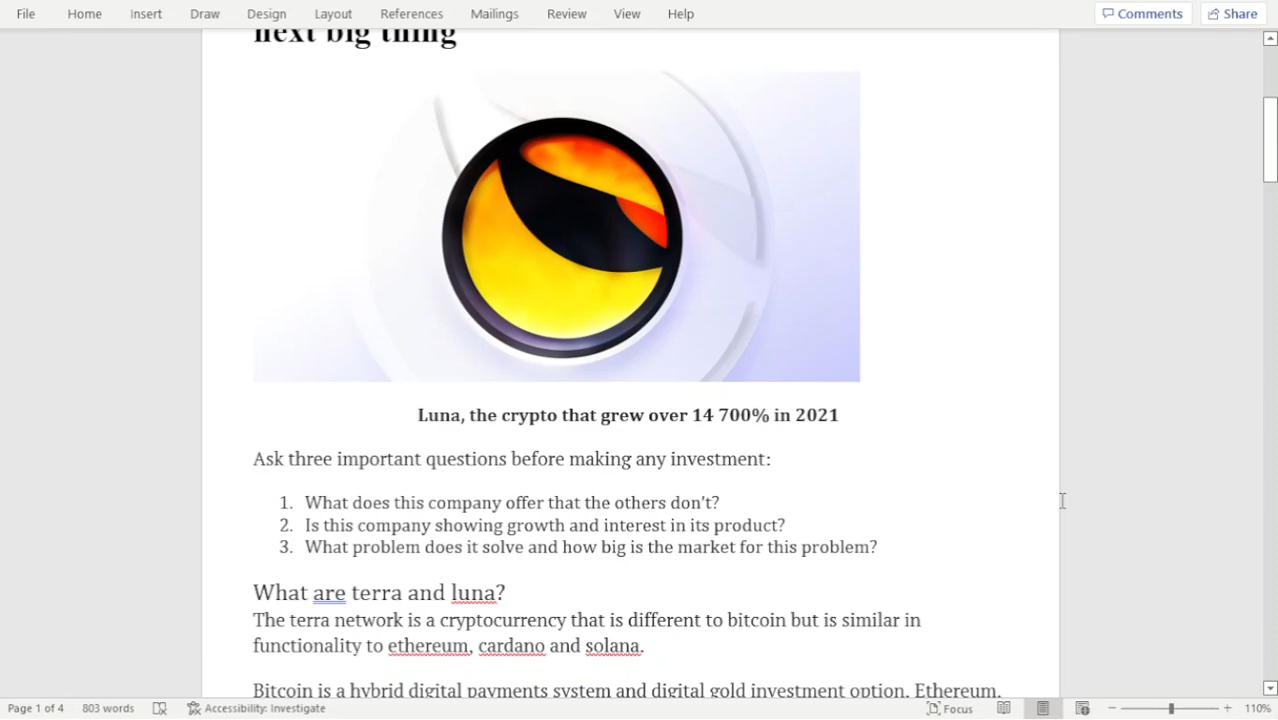 File Home Insert Draw Design Layout References Mailings Review View Help Comments Share
next big thing
Luna, the crypto that grew over 14 700% in 2021
Ask three important questions before making any investment:
1. What does this company offer that the others don't?
2. Is this company showing growth and interest in its product?
3. What problem does it solve and how big is the market for this problem?
What are terra and luna?
The terra network is a cryptocurrency that is different to bitcoin but is similar in
functionality to ethereum, cardano and solana.
Bitcoin is a hybrid digital payments system and digital gold investment option. Ethereum,
Page 1 of 4 803 words Accessibility: Investigate Focus 110%